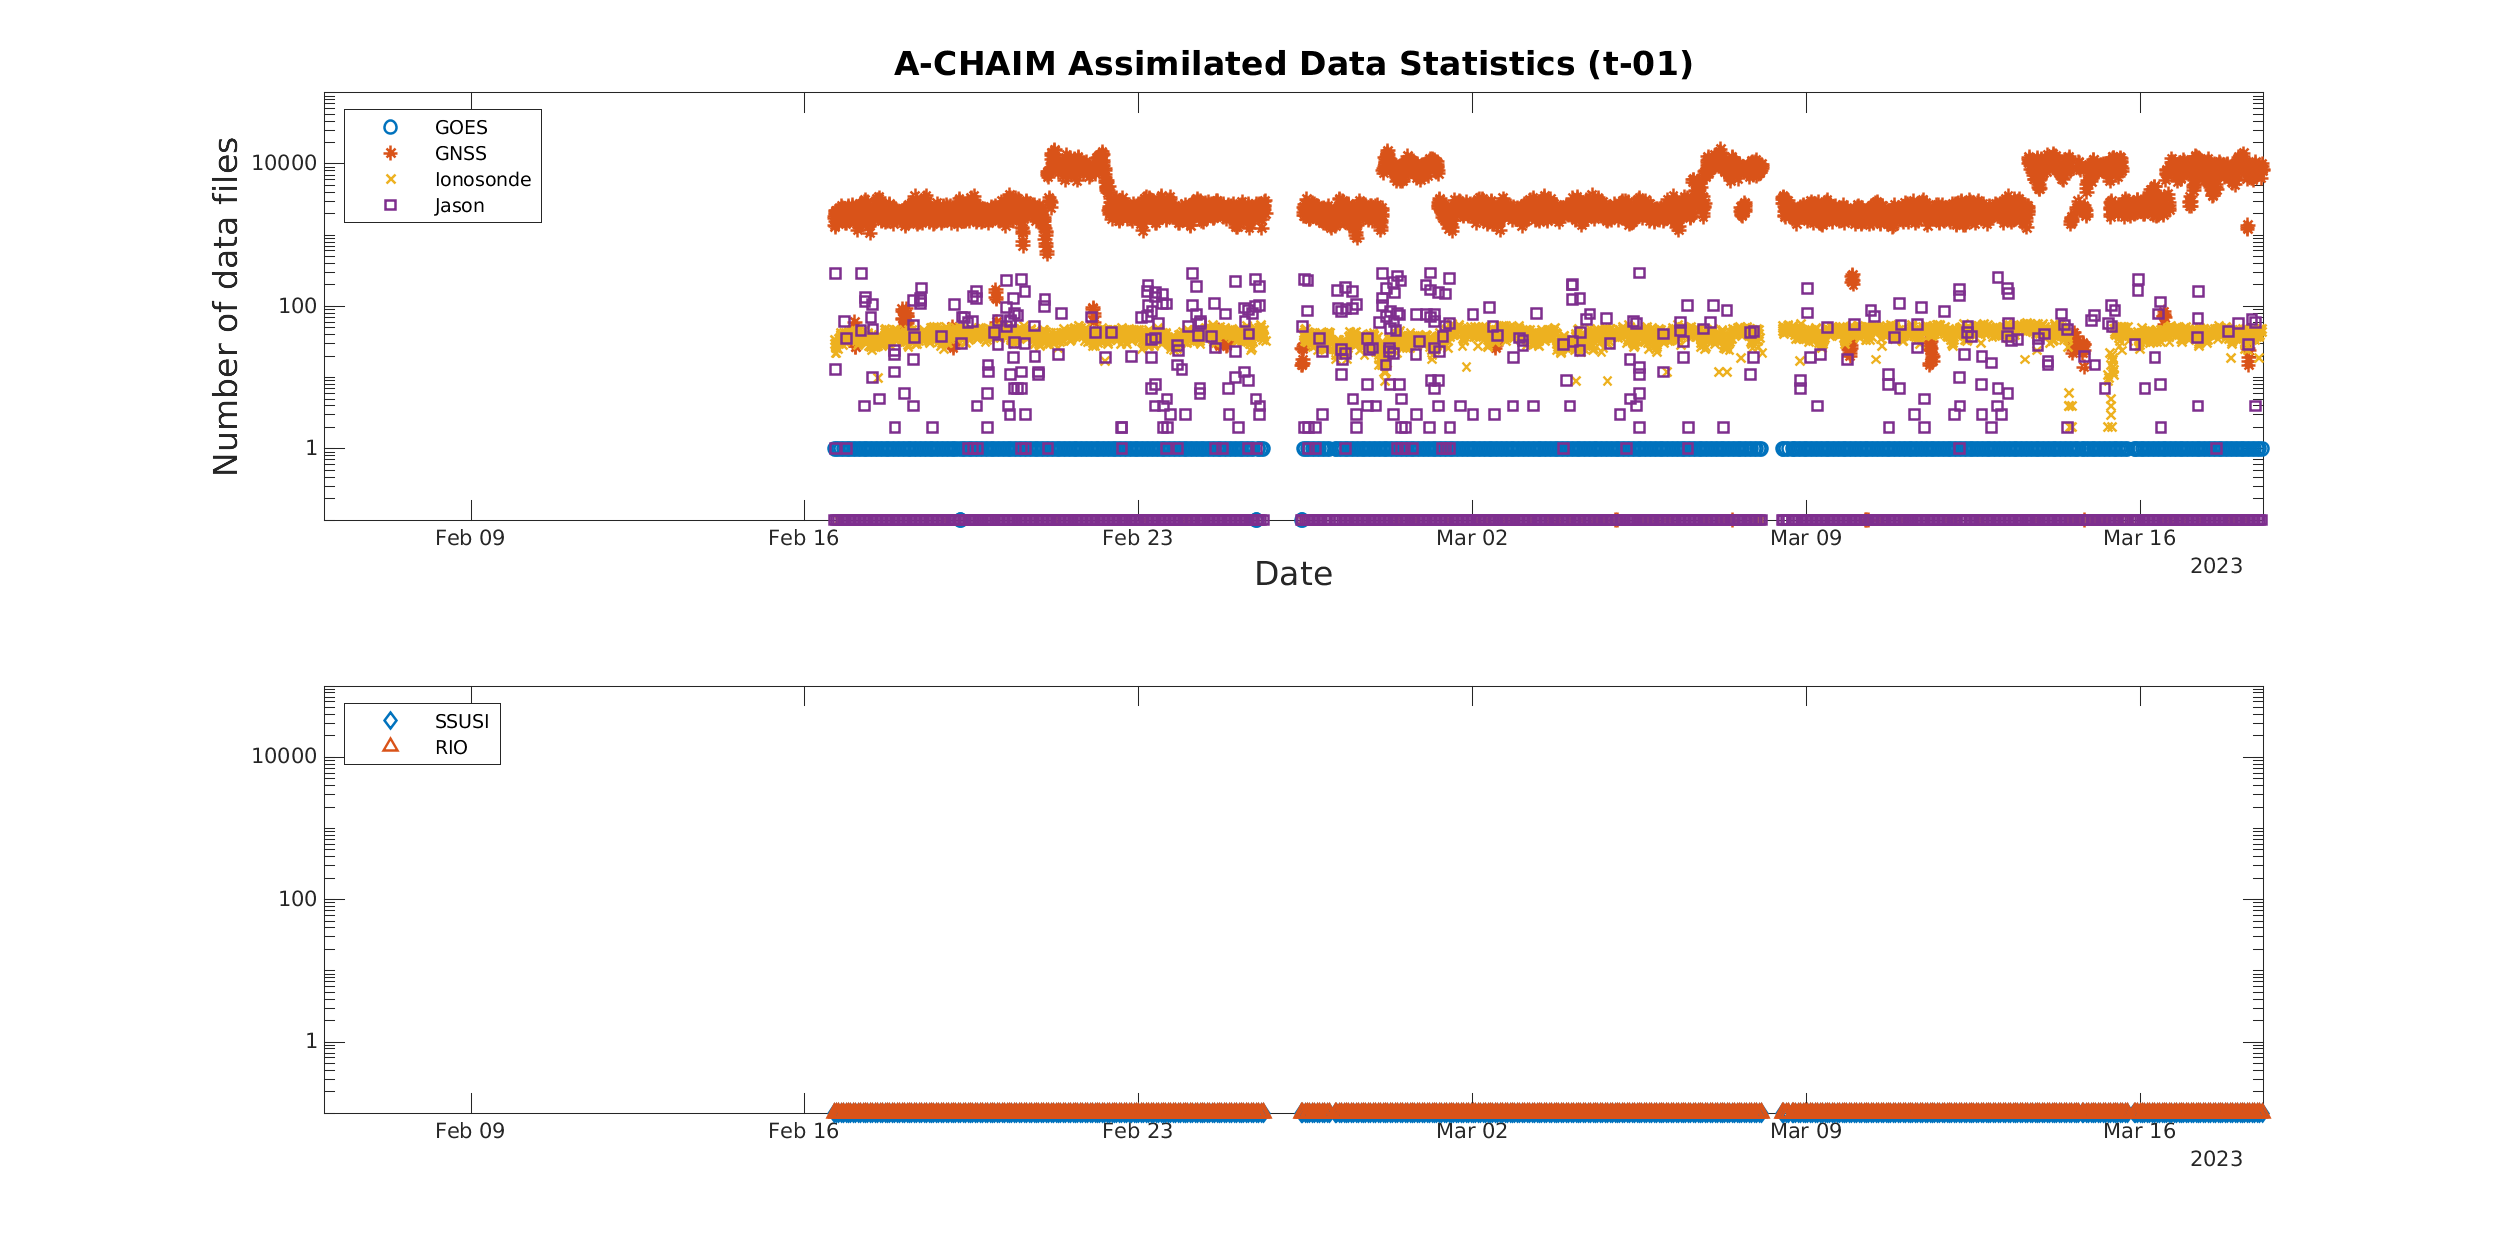 A-CHAIM Assimilated Data Statistics (t-01)
GOES
GNSS
Ionosonde
Jason
Number of data files
10000
100
1
Feb 09
Feb 16
Feb 23
Mar 02
Mar 09
Mar 16
2023
Date
SSUSI
RIO
10000
100
1
Feb 09
Feb 16
Feb 23
Mar 02
Mar 09
Mar 16
2023